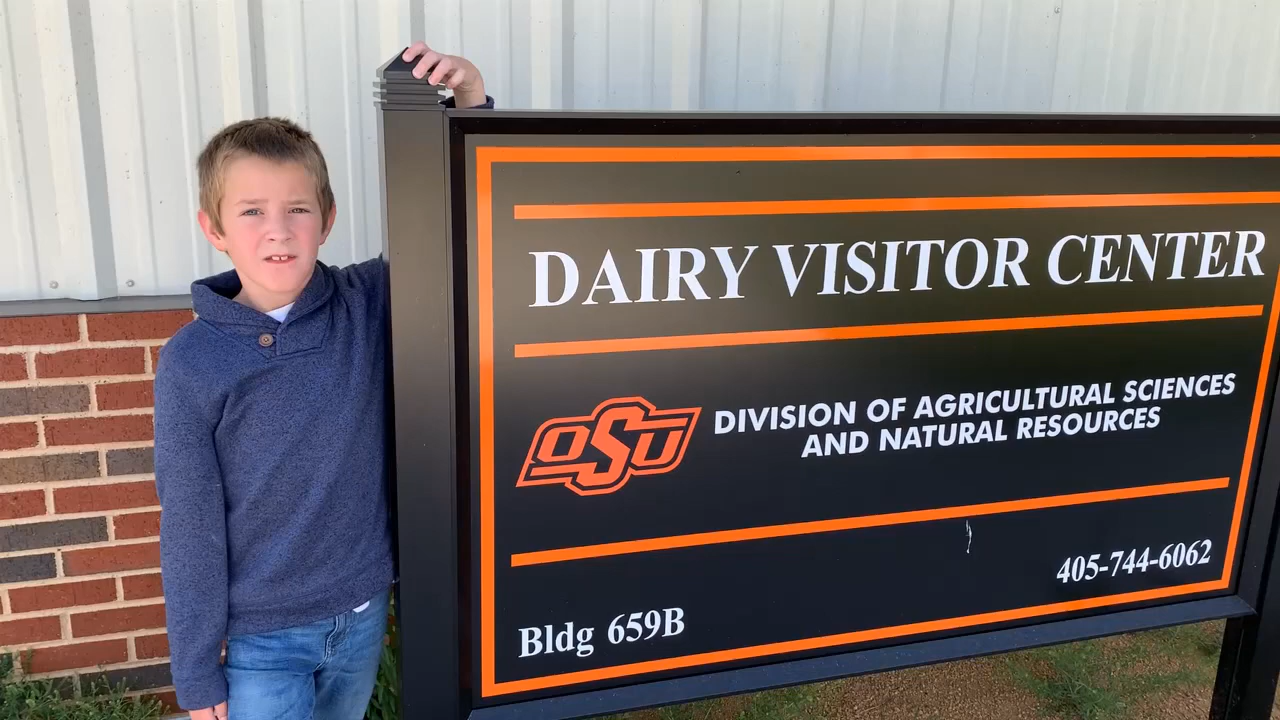 DAIRY VISITOR CENTER
OSU
DIVISION OF AGRICULTURAL SCIENCES
AND NATURAL RESOURCES
405-744-6062
Bldg 659B